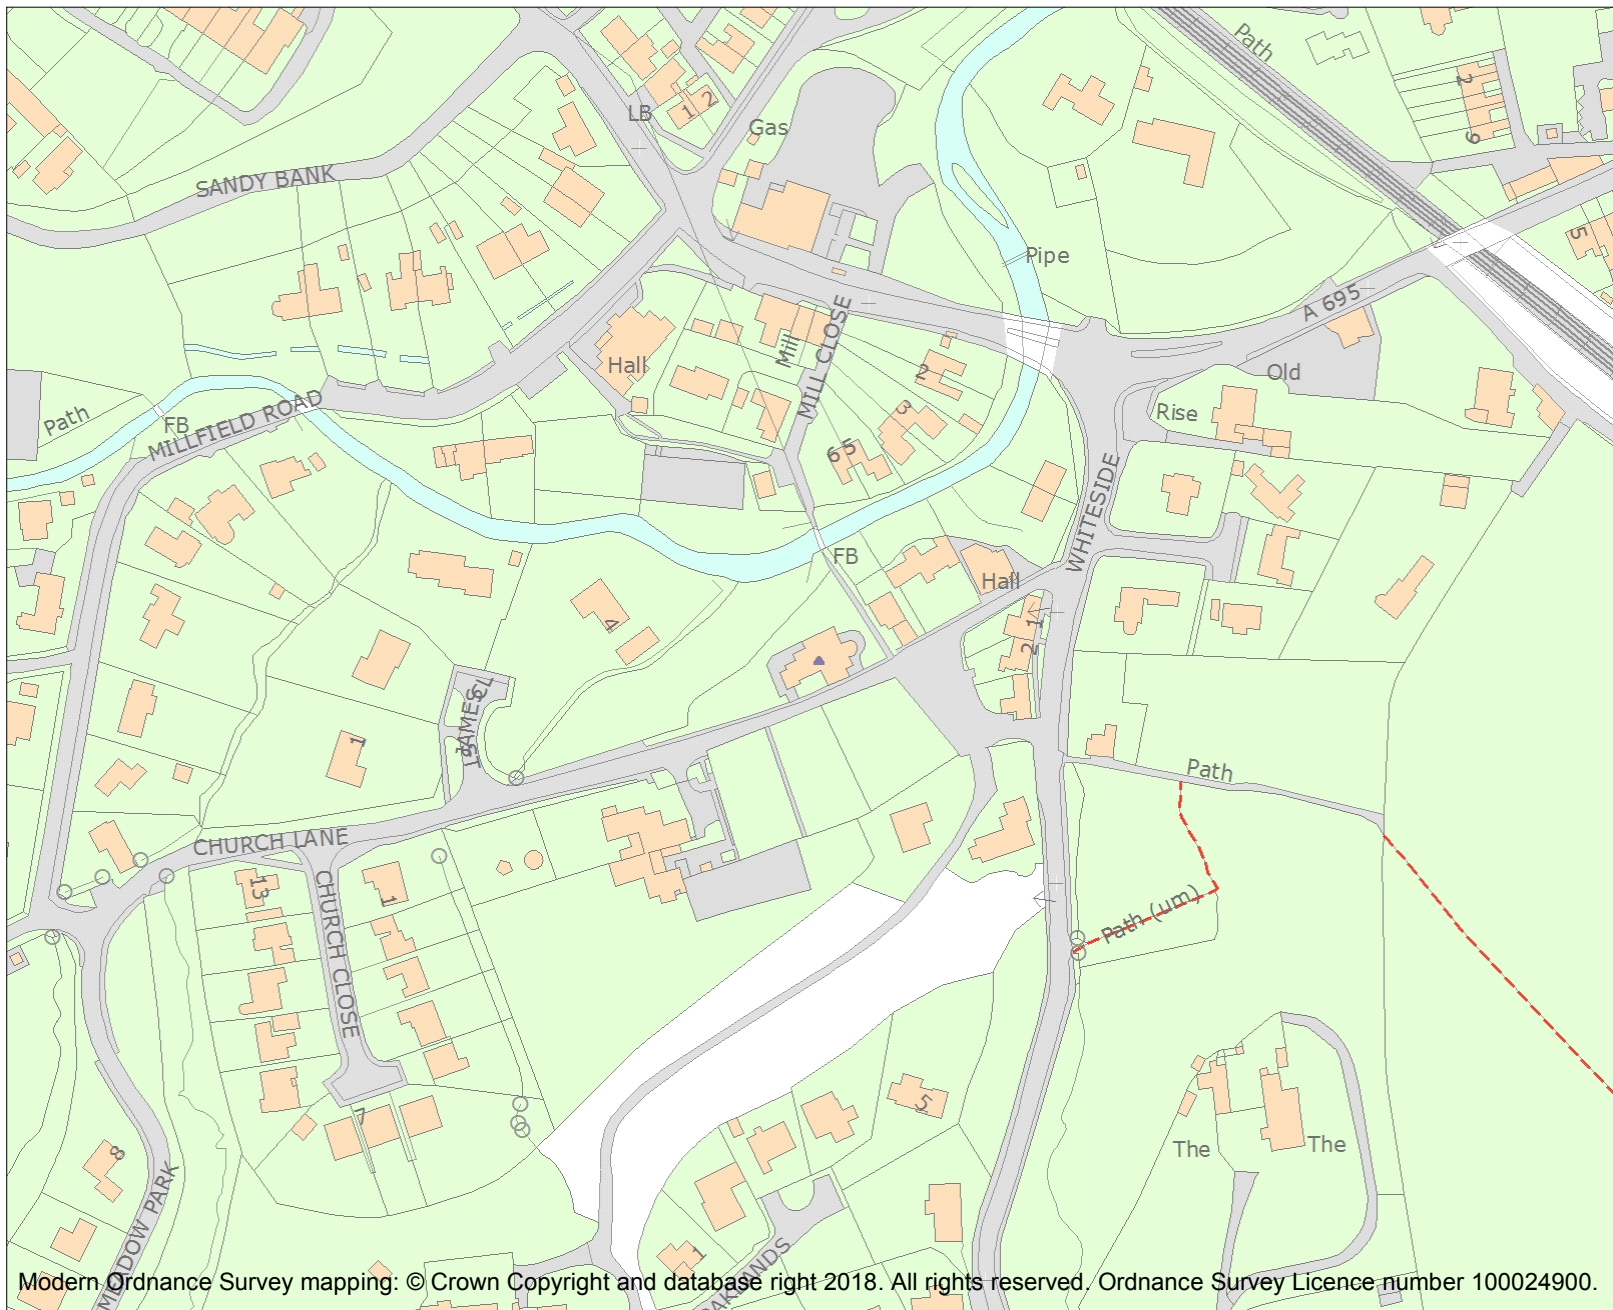 Path
2
9
LB
1 2
Gas
SANDY BANK
5
Pipe
A 695
Hall
Mill
MILL CLOSE
2
3
6 5
Old
Rise
Path
FB
MILLFIELD ROAD
WHITESIDE
FB
Hall
1
2
4
ST JAMES CL
1
Path
CHURCH LANE
13
CHURCH CLOSE
1
Path (um)
7
5
8
The
The
MEADOW PARK
1
OAKLANDS
Modern Ordnance Survey mapping: © Crown Copyright and database right 2018. All rights reserved. Ordnance Survey Licence number 100024900.